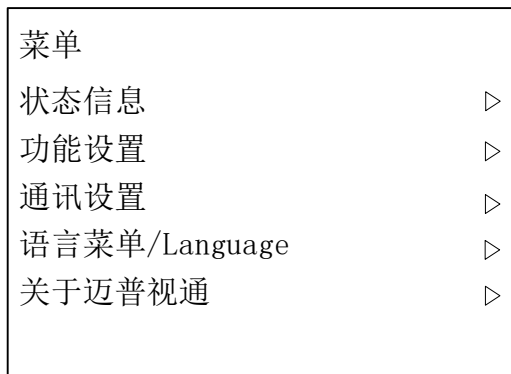 菜单
状态信息
功能设置
通讯设置
语言菜单/Language
关于迈普视通